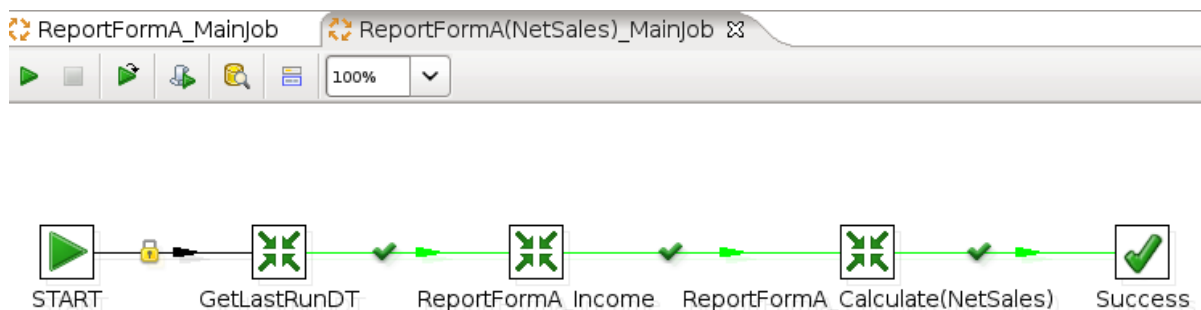 ReportFormA_MainJob ReportFormA(NetSales)_MainJob
100%
START GetLastRunDT ReportFormA_Income ReportFormA_Calculate(NetSales) Success